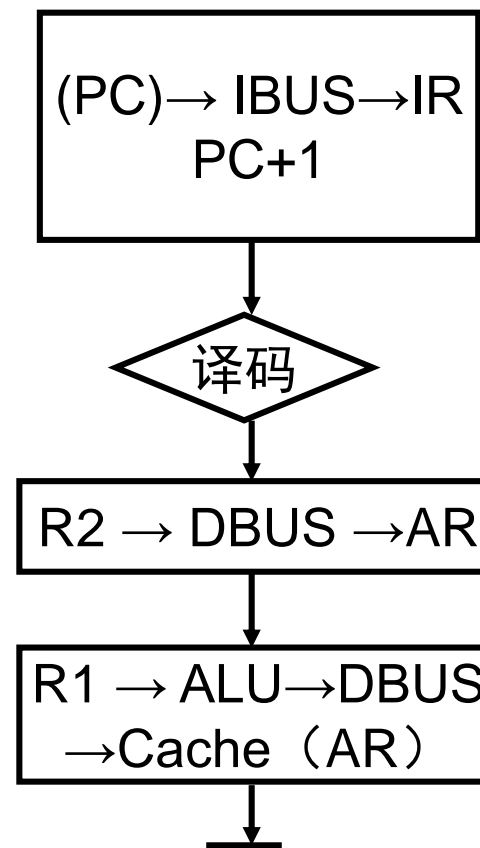 (PC)→ IBUS→IR
PC+1
译码
R2 → DBUS →AR
R1 → ALU→DBUS
→Cache（AR）